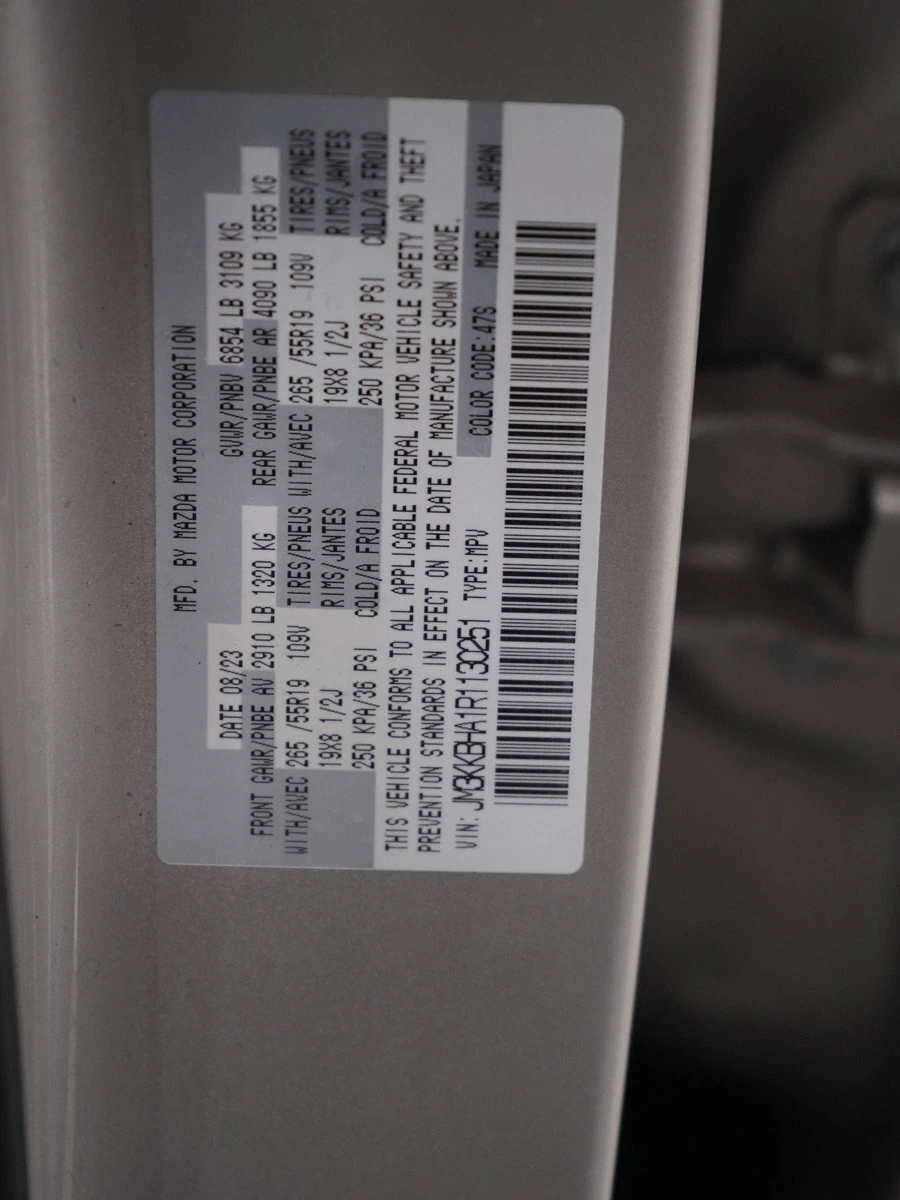 MFD. BY MAZDA MOTOR CORPORATION
DATE 08/23 GVWR/PNBV 6854 LB 3109 KG
FRONT GAWR/PNBE AV 2910 LB 1320 KG REAR GAWR/PNBE AR 4090 LB 1855 KG
WITH/AVEC 265 /55R19 109V TIRES/PNEUS WITH/AVEC 265 /55R19 109V TIRES/PNEUS
19X8 1/2J RIMS/JANTES 19X8 1/2J RIMS/JANTES
250 KPA/36 PSI COLD/A FROID 250 KPA/36 PSI COLD/A FROID
THIS VEHICLE CONFORMS TO ALL APPLICABLE FEDERAL MOTOR VEHICLE SAFETY AND THEFT
PREVENTION STANDARDS IN EFFECT ON THE DATE OF MANUFACTURE SHOWN ABOVE.
VIN: JM3KKBHA1R1130251 TYPE:MPV COLOR CODE:47S MADE IN JAPAN